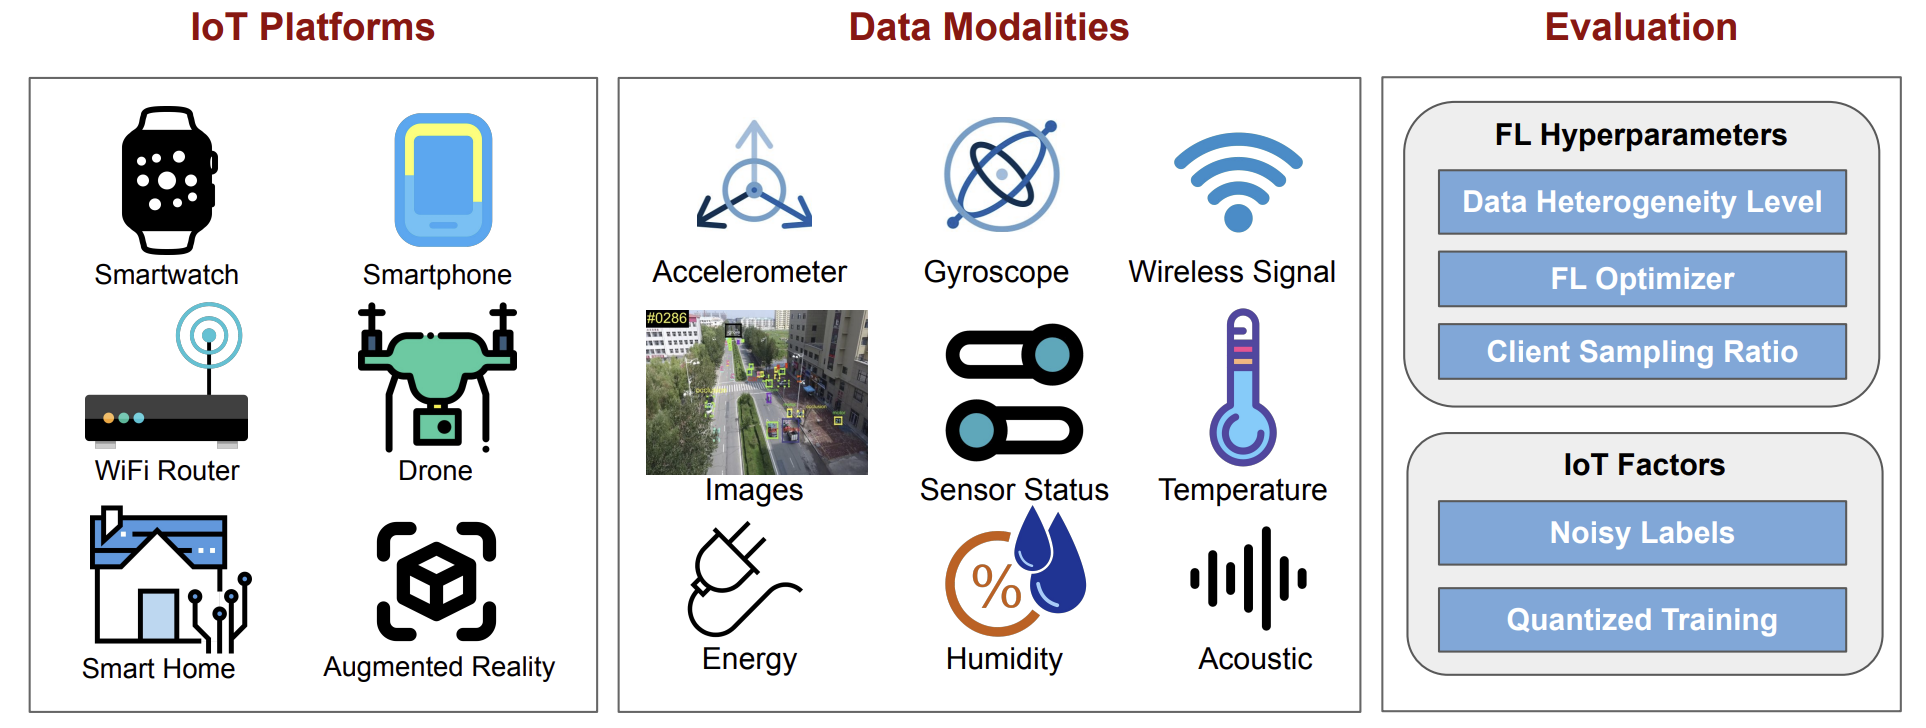 IoT Platforms
Data Modalities
Evaluation
Smartwatch
Smartphone
WiFi Router
Drone
Smart Home
Augmented Reality
Accelerometer
Gyroscope
Wireless Signal
#0286
Images
Sensor Status
Temperature
Energy
%
Humidity
Acoustic
FL Hyperparameters
Data Heterogeneity Level
FL Optimizer
Client Sampling Ratio
IoT Factors
Noisy Labels
Quantized Training